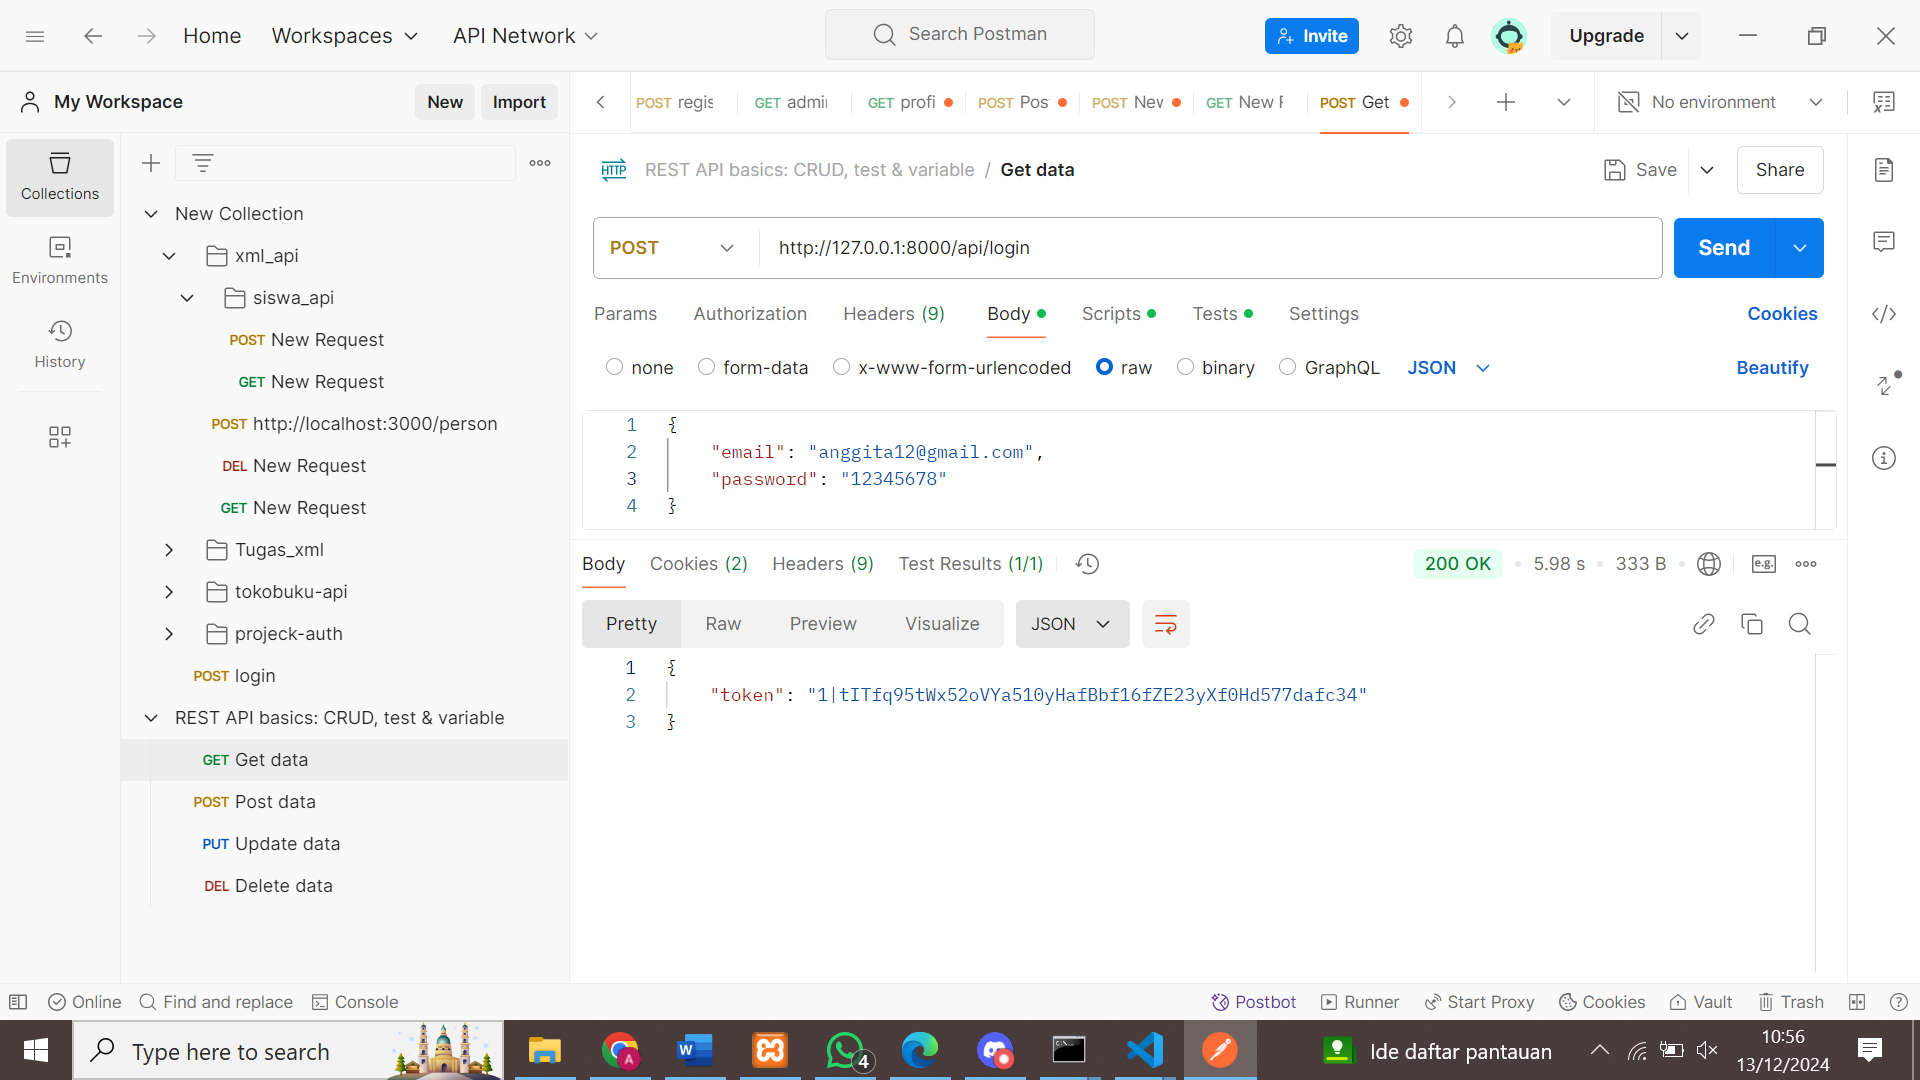 Home Workspaces API Network Search Postman Invite Upgrade
My Workspace New Import POST regis GET admin GET profi POST Pos POST New GET New F POST Get No environment
Collections
Environments
History
New Collection
xml_api
siswa_api
POST New Request
GET New Request
POST http://localhost:3000/person
DEL New Request
GET New Request
Tugas_xml
tokobuku-api
projeck-auth
POST login
REST API basics: CRUD, test & variable
GET Get data
POST Post data
PUT Update data
DEL Delete data
HTTP REST API basics: CRUD, test & variable / Get data Save Share
POST http://127.0.0.1:8000/api/login Send
Params Authorization Headers (9) Body Scripts Tests Settings Cookies
none form-data x-www-form-urlencoded raw binary GraphQL JSON Beautify
1 {
2 "email": "anggita12@gmail.com",
3 "password": "12345678"
4 }
Body Cookies (2) Headers (9) Test Results (1/1) 200 OK 5.98 s 333 B e.g.
Pretty Raw Preview Visualize JSON
1 {
2 "token": "1|tITfq95tWx52oVYa510yHafBbf16fZE23yXf0Hd577dafc34"
3 }
Online Find and replace Console Postbot Runner Start Proxy Cookies Vault Trash
Type here to search A W 4 Ide daftar pantauan 10:56
13/12/2024